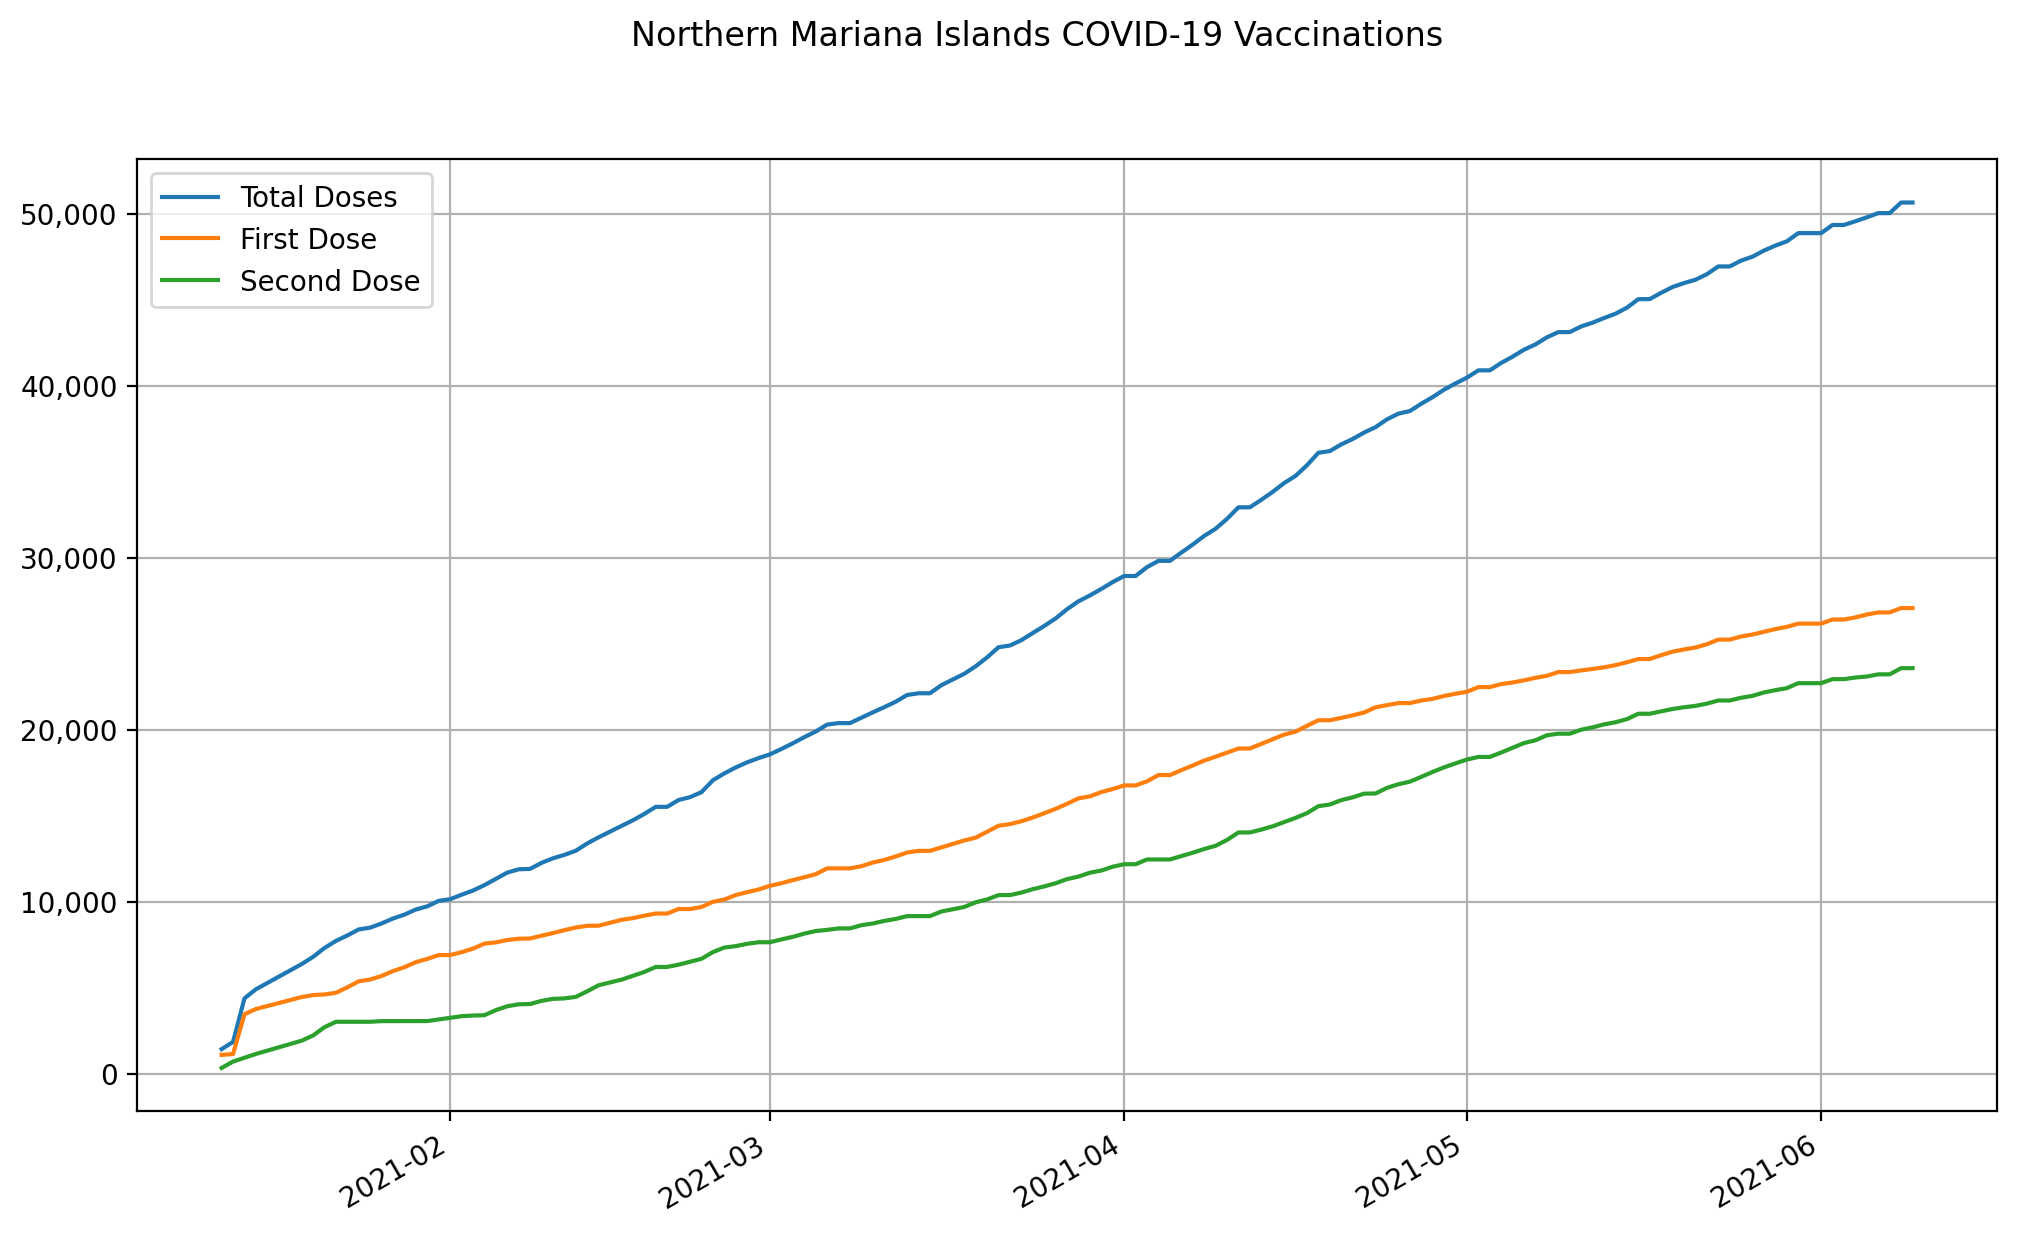 Northern Mariana Islands COVID-19 Vaccinations
Total Doses
First Dose
Second Dose
50,000
40,000
30,000
20,000
10,000
0
2021-02
2021-03
2021-04
2021-05
2021-06